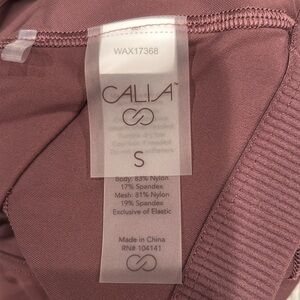 WAX17368
CALIA™
S
Body: 83% Nylon
17% Spandex
Mesh: 81% Nylon
19% Spandex
Exclusive of Elastic
Made in China
RN# 104141